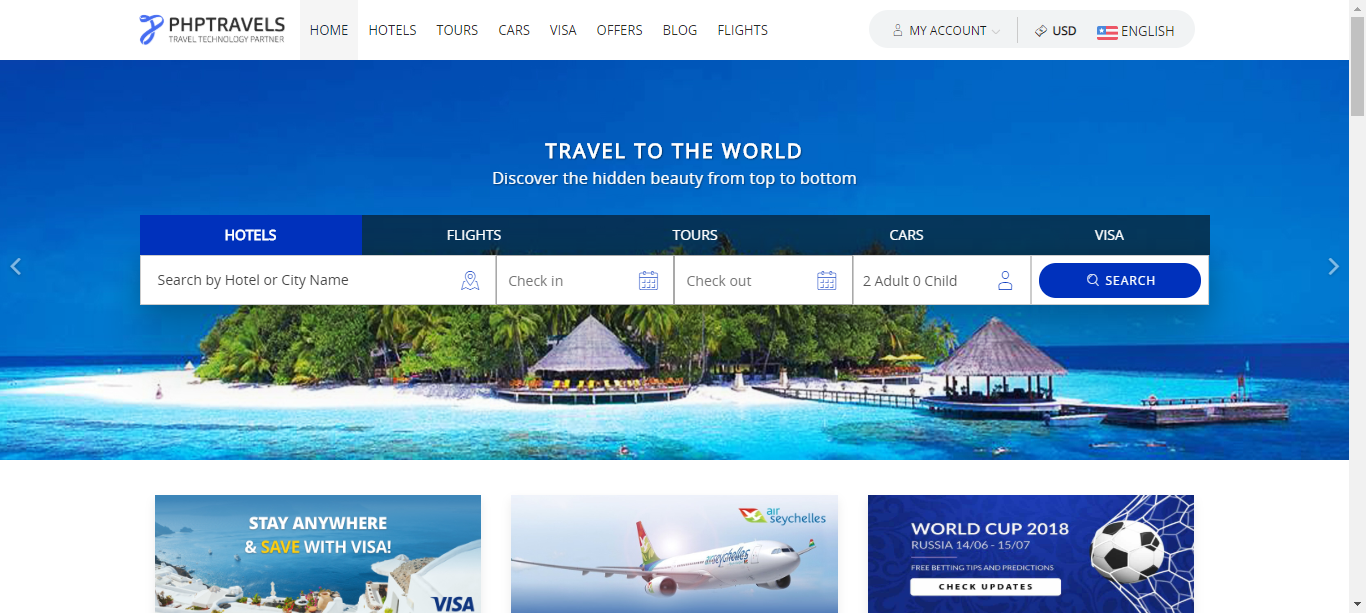 PHPTRAVELS
TRAVEL TECHNOLOGY PARTNER
HOME HOTELS TOURS CARS VISA OFFERS BLOG FLIGHTS MY ACCOUNT USD ENGLISH
TRAVEL TO THE WORLD
Discover the hidden beauty from top to bottom
HOTELS FLIGHTS TOURS CARS VISA
Search by Hotel or City Name Check in Check out 2 Adult 0 Child SEARCH
STAY ANYWHERE
& SAVE WITH VISA!
VISA
air
seychelles
airseychelles
WORLD CUP 2018
RUSSIA 14/06 - 15/07
FREE BETTING TIPS AND PREDICTIONS
CHECK UPDATES